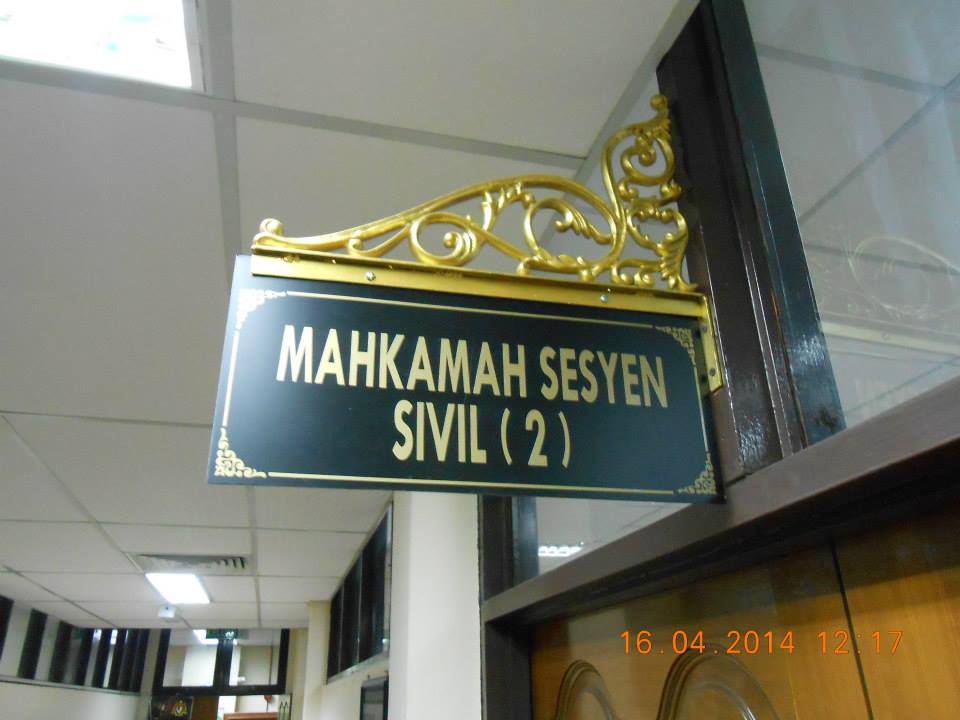 MAHKAMAH SESYEN
SIVIL ( 2 )
16.04.2014 12:17